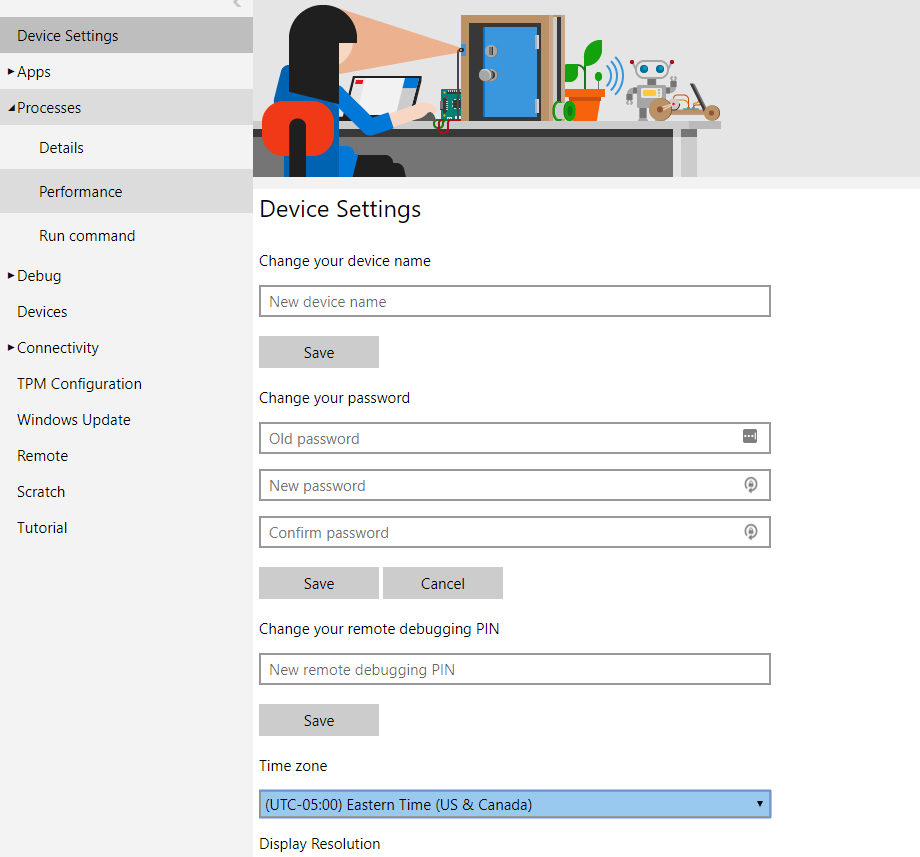 Device Settings
Apps
Processes
Details
Performance
Run command
Debug
Devices
Connectivity
TPM Configuration
Windows Update
Remote
Scratch
Tutorial
Device Settings
Change your device name
New device name
Save
Change your password
Old password
New password
Confirm password
Save Cancel
Change your remote debugging PIN
New remote debugging PIN
Save
Time zone
(UTC-05:00) Eastern Time (US & Canada)
Display Resolution